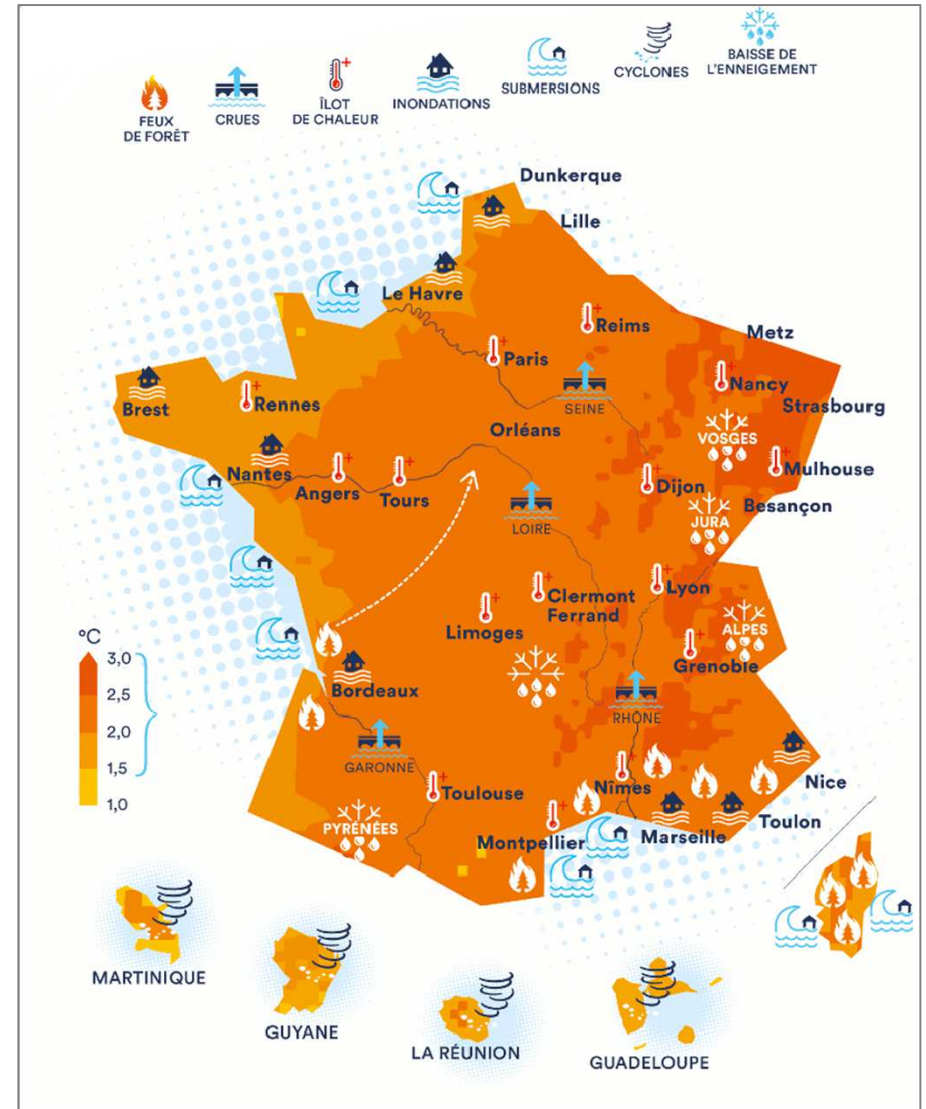 FEUX
DE FORÊT
CRUES
ÎLOT
DE CHALEUR
INONDATIONS
SUBMERSIONS
CYCLONES
BAISSE DE
L'ENNEIGEMENT
Dunkerque
Lille
Le Havre
Reims
Metz
Paris
Nancy
Brest
Rennes
SEINE
Strasbourg
Orléans
VOSGES
Nantes
Mulhouse
Angers
Tours
Dijon
Besançon
LOIRE
JURA
Clermont
Ferrand
Lyon
Limoges
ALPES
°C
Grenoble
3,0
2,5
2,0
1,5
1,0
Bordeaux
RHÔNE
GARONNE
Nîmes
Nice
Toulouse
Toulon
PYRÉNÉES
Montpellier
Marseille
MARTINIQUE
GUYANE
LA RÉUNION
GUADELOUPE